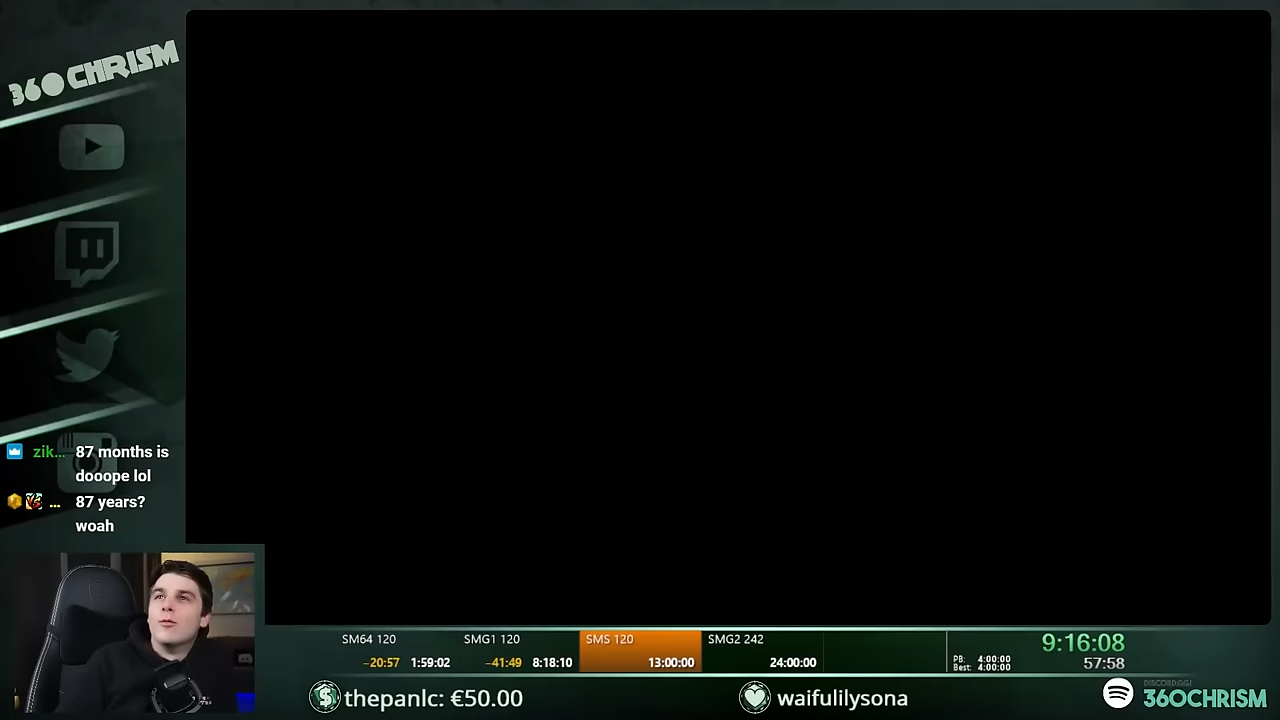 360 CHRISM
zik... 87 months is
dooope lol
... 87 years?
woah
SM64 120
-20:57 1:59:02
SMG1 120
-41:49 8:18:10
SMS 120
13:00:00
SMG2 242
24:00:00
PB: 4:00:00
Best: 4:00:00
9:16:08
57:58
thepanlc: €50.00
waifulilysona
DISCORD.GG/
360CHRISM